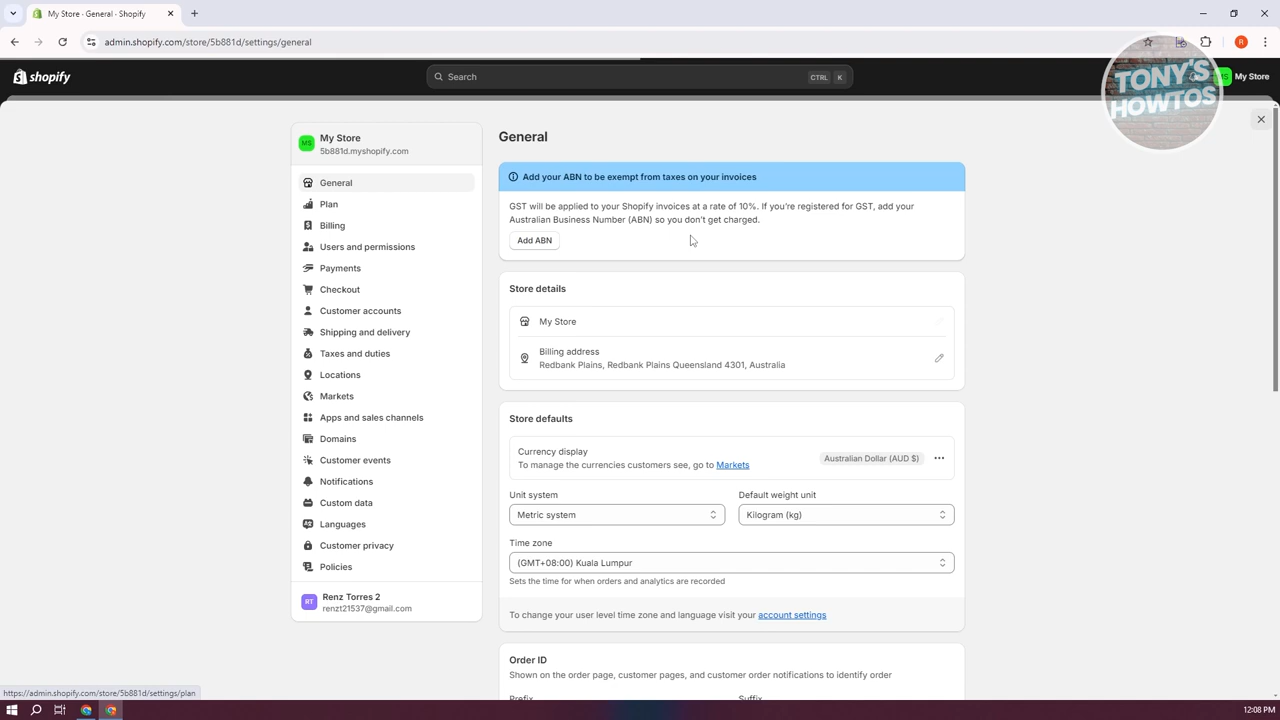 My Store · General · Shopify
admin.shopify.com/store/5b881d/settings/general
shopify
Search
CTRL
K
MS
My Store
TONY'S
HOWTOS
MS
My Store
5b881d.myshopify.com
General
Plan
Billing
Users and permissions
Payments
Checkout
Customer accounts
Shipping and delivery
Taxes and duties
Locations
Markets
Apps and sales channels
Domains
Customer events
Notifications
Custom data
Languages
Customer privacy
Policies
RT
Renz Torres 2
renzt21537@gmail.com
General
Add your ABN to be exempt from taxes on your invoices
GST will be applied to your Shopify invoices at a rate of 10%. If you're registered for GST, add your
Australian Business Number (ABN) so you don't get charged.
Add ABN
Store details
My Store
Billing address
Redbank Plains, Redbank Plains Queensland 4301, Australia
Store defaults
Currency display
To manage the currencies customers see, go to Markets
Australian Dollar (AUD $)
Unit system
Default weight unit
Metric system
Kilogram (kg)
Time zone
(GMT+08:00) Kuala Lumpur
Sets the time for when orders and analytics are recorded
To change your user level time zone and language visit your account settings
Order ID
Shown on the order page, customer pages, and customer order notifications to identify order
Prefix
Suffix
https://admin.shopify.com/store/5b881d/settings/plan
R
12:08 PM